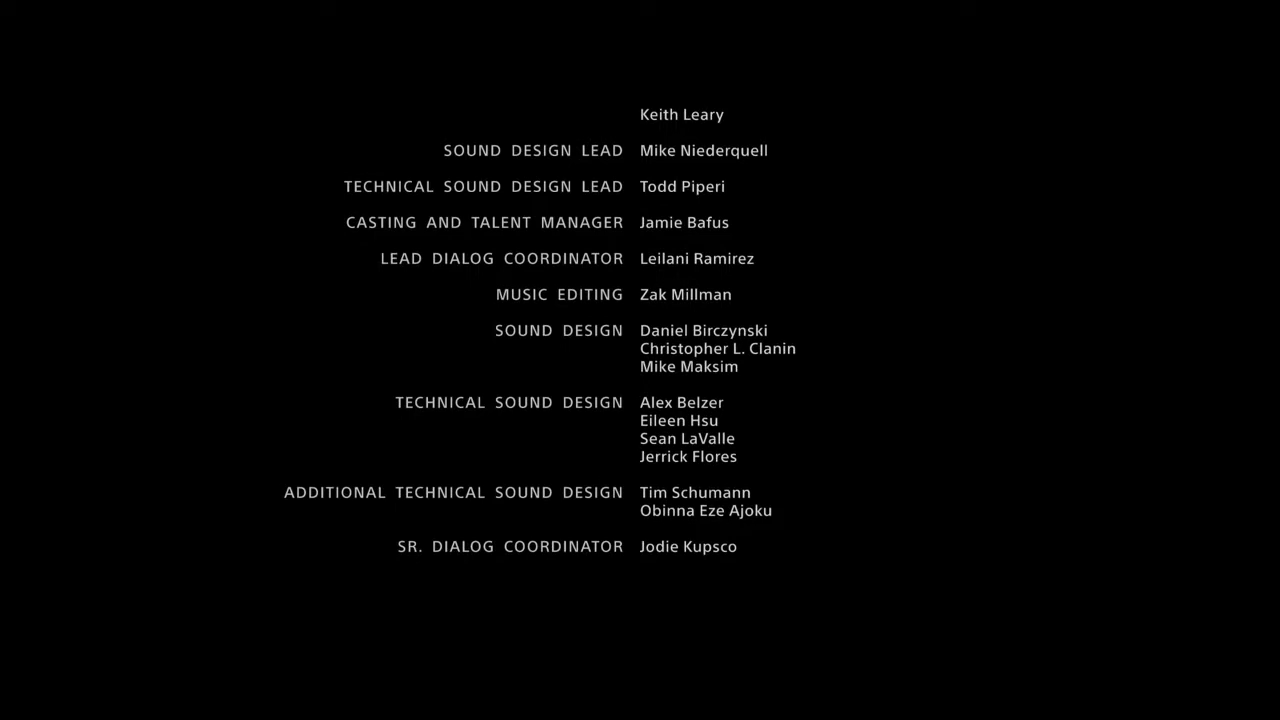 Keith Leary
SOUND DESIGN LEAD Mike Niederquell
TECHNICAL SOUND DESIGN LEAD Todd Piperi
CASTING AND TALENT MANAGER Jamie Bafus
LEAD DIALOG COORDINATOR Leilani Ramirez
MUSIC EDITING Zak Millman
SOUND DESIGN Daniel Birczynski
Christopher L. Clanin
Mike Maksim
TECHNICAL SOUND DESIGN Alex Belzer
Eileen Hsu
Sean LaValle
Jerrick Flores
ADDITIONAL TECHNICAL SOUND DESIGN Tim Schumann
Obinna Eze Ajoku
SR. DIALOG COORDINATOR Jodie Kupsco